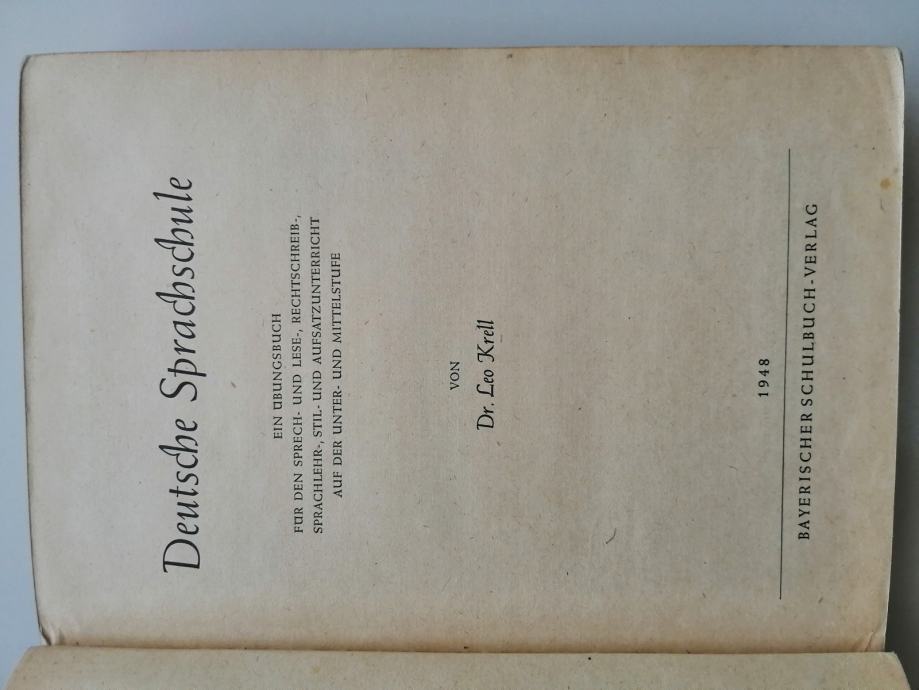 Deutsche Sprachschule
EIN ÜBUNGSBUCH
FÜR DEN SPRECH- UND LESE-, RECHTSCHREIB-,
SPRACHLEHR-, STIL- UND AUFSATZUNTERRICHT
AUF DER UNTER- UND MITTELSTUFE
VON
Dr. Leo Krell
1948
BAYERISCHER SCHULBUCH-VERLAG